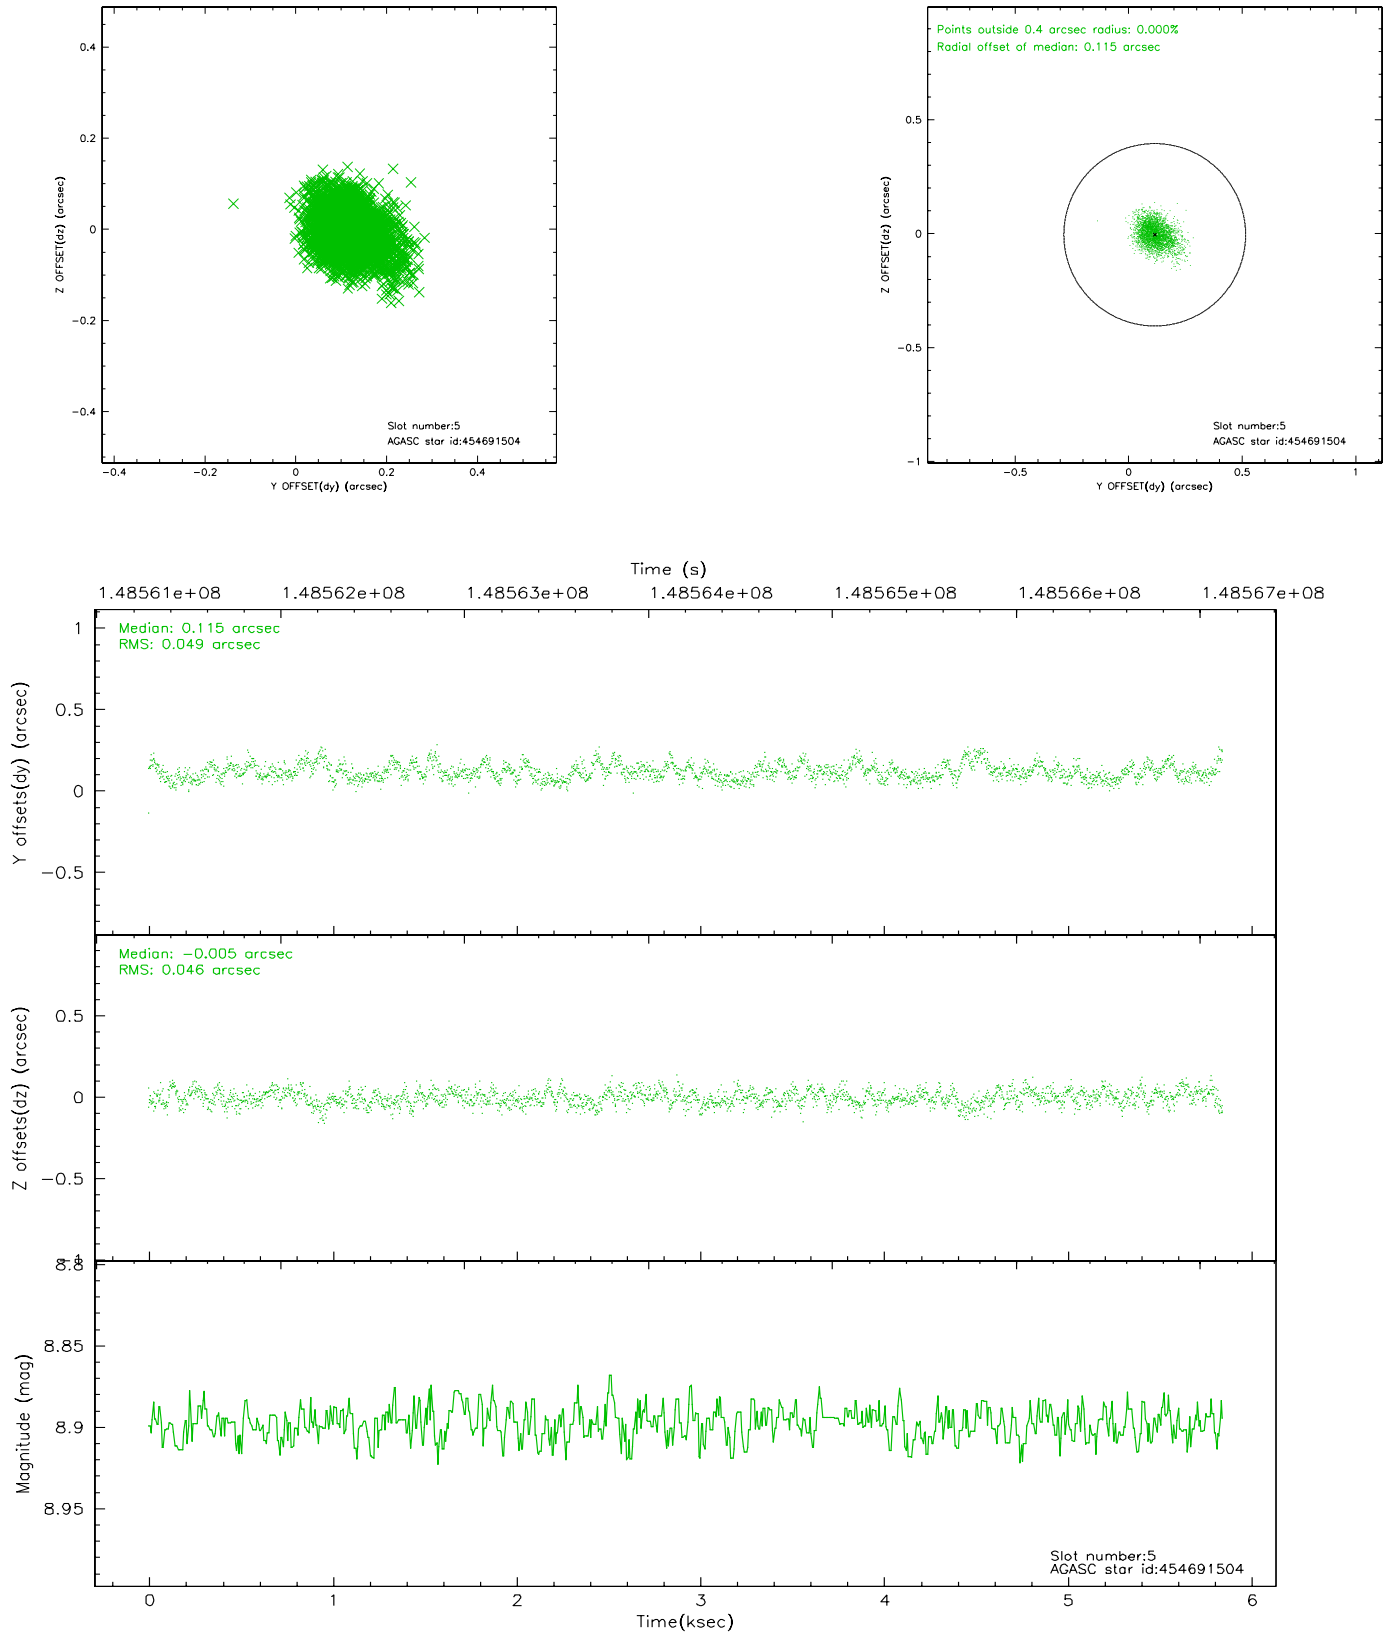 0.4
0.2
0
−0.2
−0.4
Z OFFSET(dz) (arcsec)
Slot number:5
AGASC star id:454691504
−0.4
−0.2
0
0.2
0.4
Y OFFSET(dy) (arcsec)
Points outside 0.4 arcsec radius: 0.000%
Radial offset of median: 0.115 arcsec
0.5
0
−0.5
−1
Z OFFSET(dz) (arcsec)
Slot number:5
AGASC star id:454691504
−0.5
0
0.5
1
Y OFFSET(dy) (arcsec)
Time (s)
1.48561e+08
1.48562e+08
1.48563e+08
1.48564e+08
1.48565e+08
1.48566e+08
1.48567e+08
Median: 0.115 arcsec
RMS: 0.049 arcsec
1
0.5
0
−0.5
Y offsets(dy) (arcsec)
Median: −0.005 arcsec
RMS: 0.046 arcsec
0.5
0
−0.5
−1
Z offsets(dz) (arcsec)
8.8
8.85
8.9
8.95
Magnitude (mag)
Slot number:5
AGASC star id:454691504
0
1
2
3
4
5
6
Time(ksec)